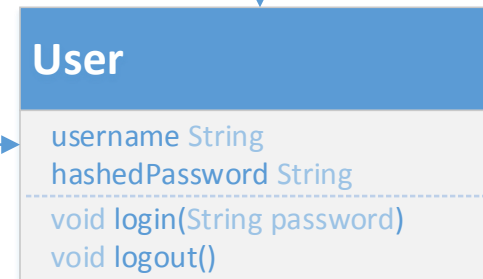 User
username String
hashedPassword String
void login(String password)
void logout()